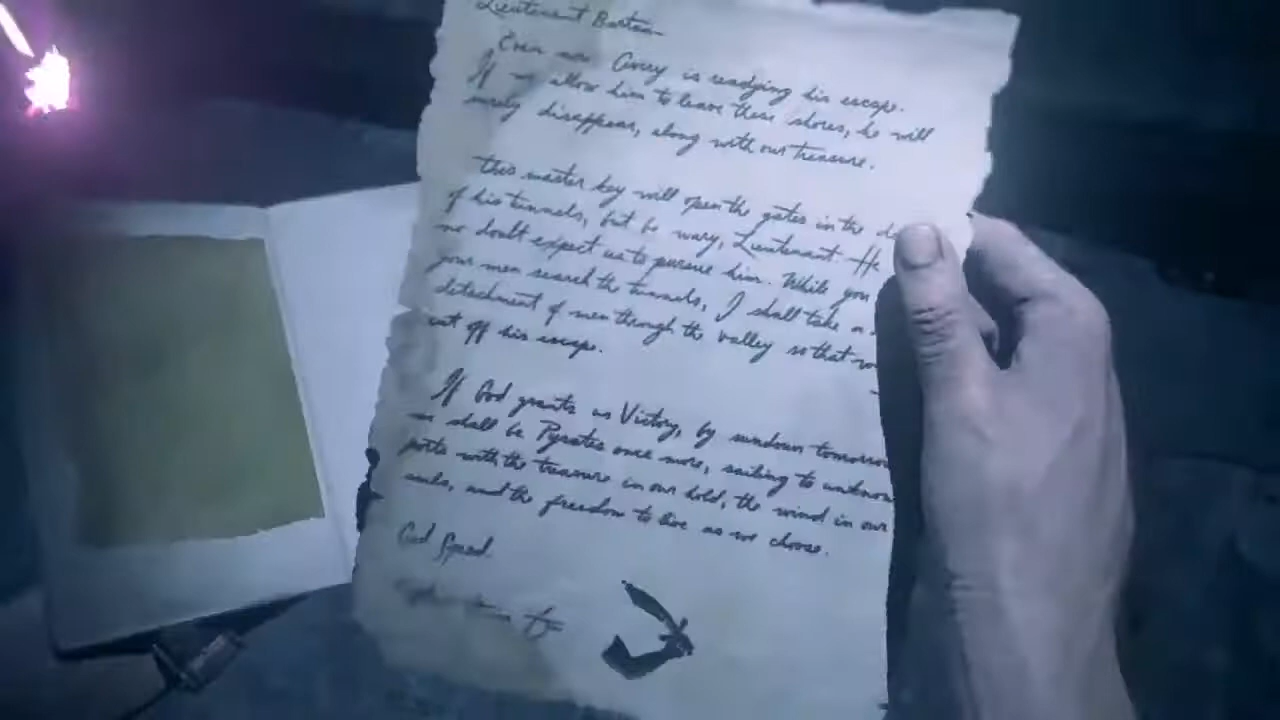 Lieutenant
Even now Avery is readying his escape.
If we allow him to leave these shores, he will
surely disappear, along with our treasure.
This master key will open the gates in the
of his tunnels, but be wary, Lieutenant. He
no doubt expect us to pursue him. While you
your men search the tunnels, I shall take a
detachment of men through the valley so that
cut off his escape.
If God grants us Victory, by sundown tomorrow
we shall be Pyrates once more, sailing to
ports with the treasure in our hold, the wind in our
sails, and the freedom to live as we choose.
God Speed.